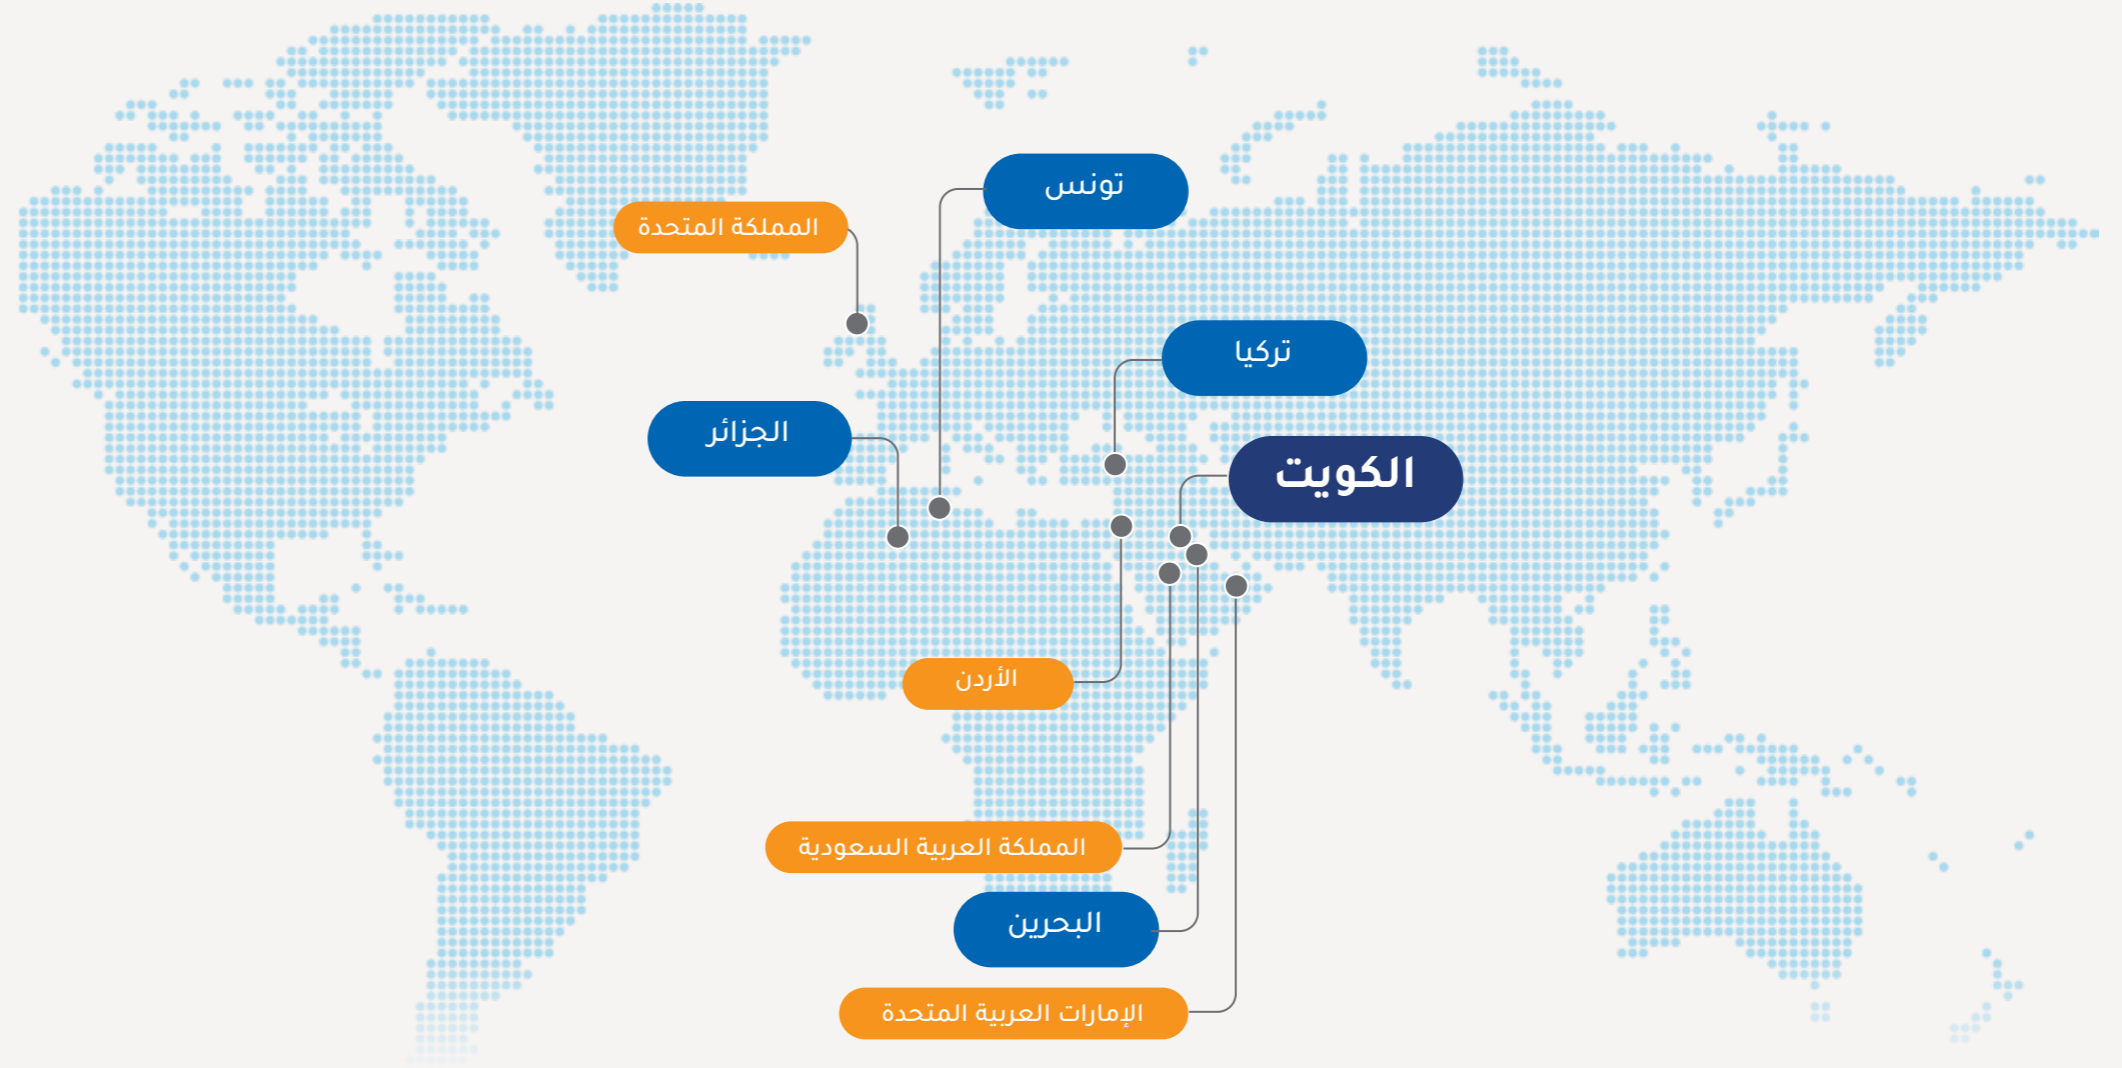 تونس
المملكة المتحدة
تركيا
الجزائر
الكويت
الأردن
المملكة العربية السعودية
البحرين
الإمارات العربية المتحدة